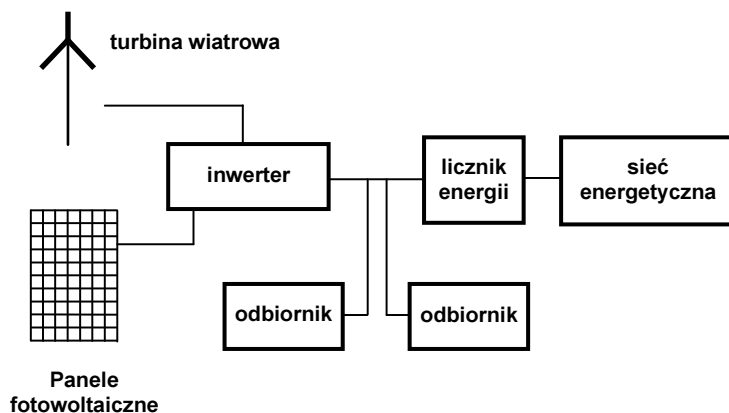 turbina wiatrowa
inwerter
licznik
energii
sieć
energetyczna
odbiornik
odbiornik
Panele
fotowoltaiczne